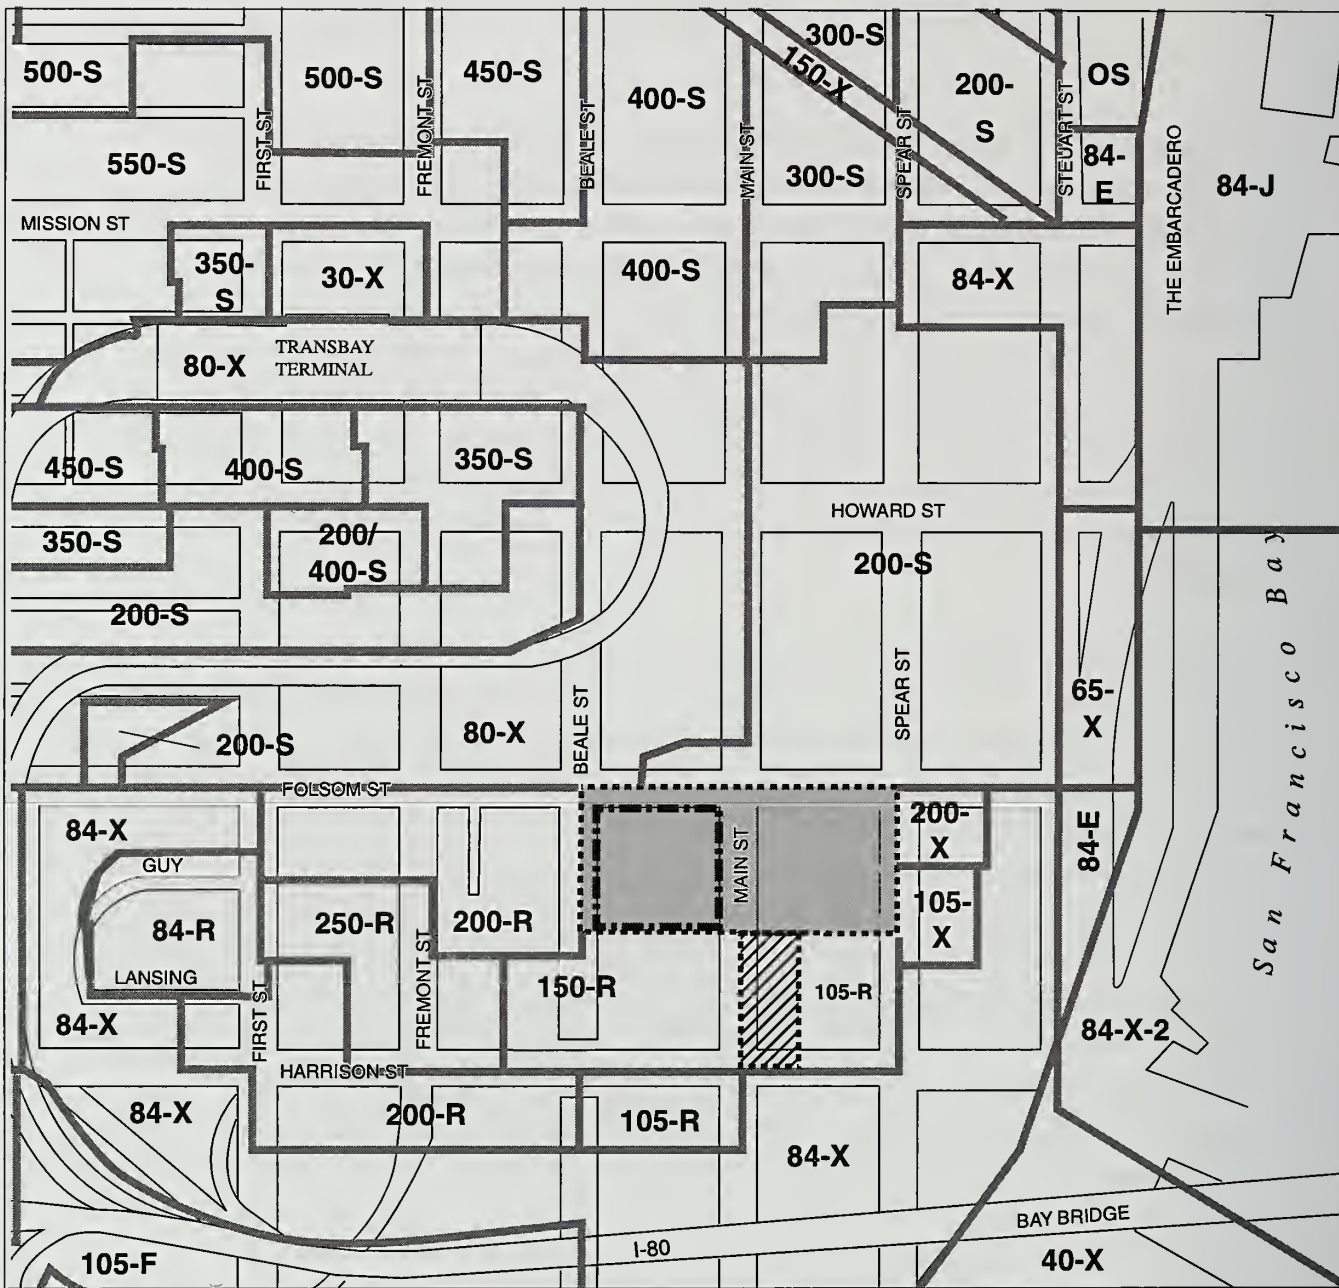 500-S
500-S
450-S
400-S
300-S
150-X
200-
S
OS
84-
E
84-J
550-S
300-S
FIRST ST
FREMONT ST
BEALE ST
MAIN ST
SPEAR ST
STEUART ST
THE EMBARCADERO
MISSION ST
350-
S
30-X
400-S
84-X
80-X
TRANSBAY
TERMINAL
450-S
400-S
350-S
HOWARD ST
350-S
200/
400-S
200-S
200-S
San Francisco Bay
BEALE ST
SPEAR ST
65-
X
200-S
80-X
FOLSOM ST
84-X
GUY
MAIN ST
200-
X
84-E
84-R
250-R
200-R
105-
X
LANSING
FIRST ST
FREMONT ST
150-R
105-R
84-X
84-X-2
HARRISON ST
84-X
200-R
105-R
84-X
BAY BRIDGE
I-80
105-F
40-X